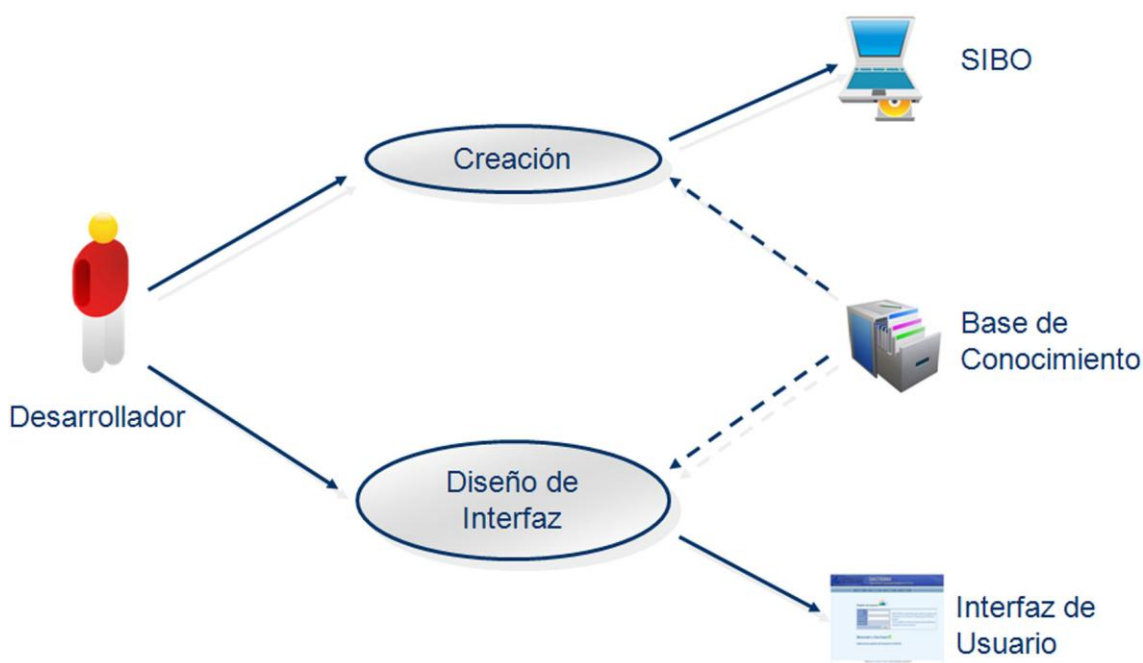 SIBO
Creación
Base de
Conocimiento
Desarrollador
Diseño de
Interfaz
Interfaz de
Usuario